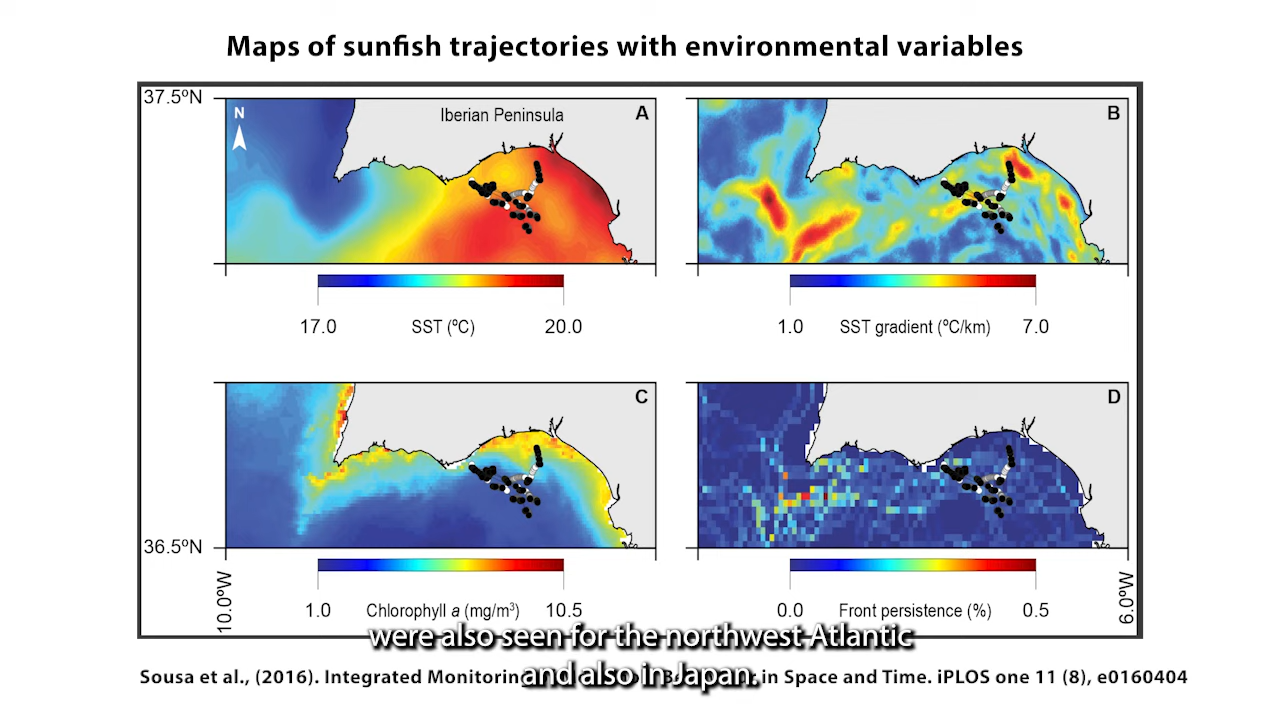 Maps of sunfish trajectories with environmental variables
37.5ºN
N
Iberian Peninsula
A
B
17.0
SST (ºC)
20.0
1.0
SST gradient (ºC/km)
7.0
C
D
36.5ºN
10.0ºW
1.0
Chlorophyll a (mg/m³)
10.5
0.0
Front persistence (%)
0.5
6.0ºW
were also seen for the northwest Atlantic
and also in Japan.
Sousa et al., (2016). Integrated Monitoring in Space and Time. iPLOS one 11 (8), e0160404